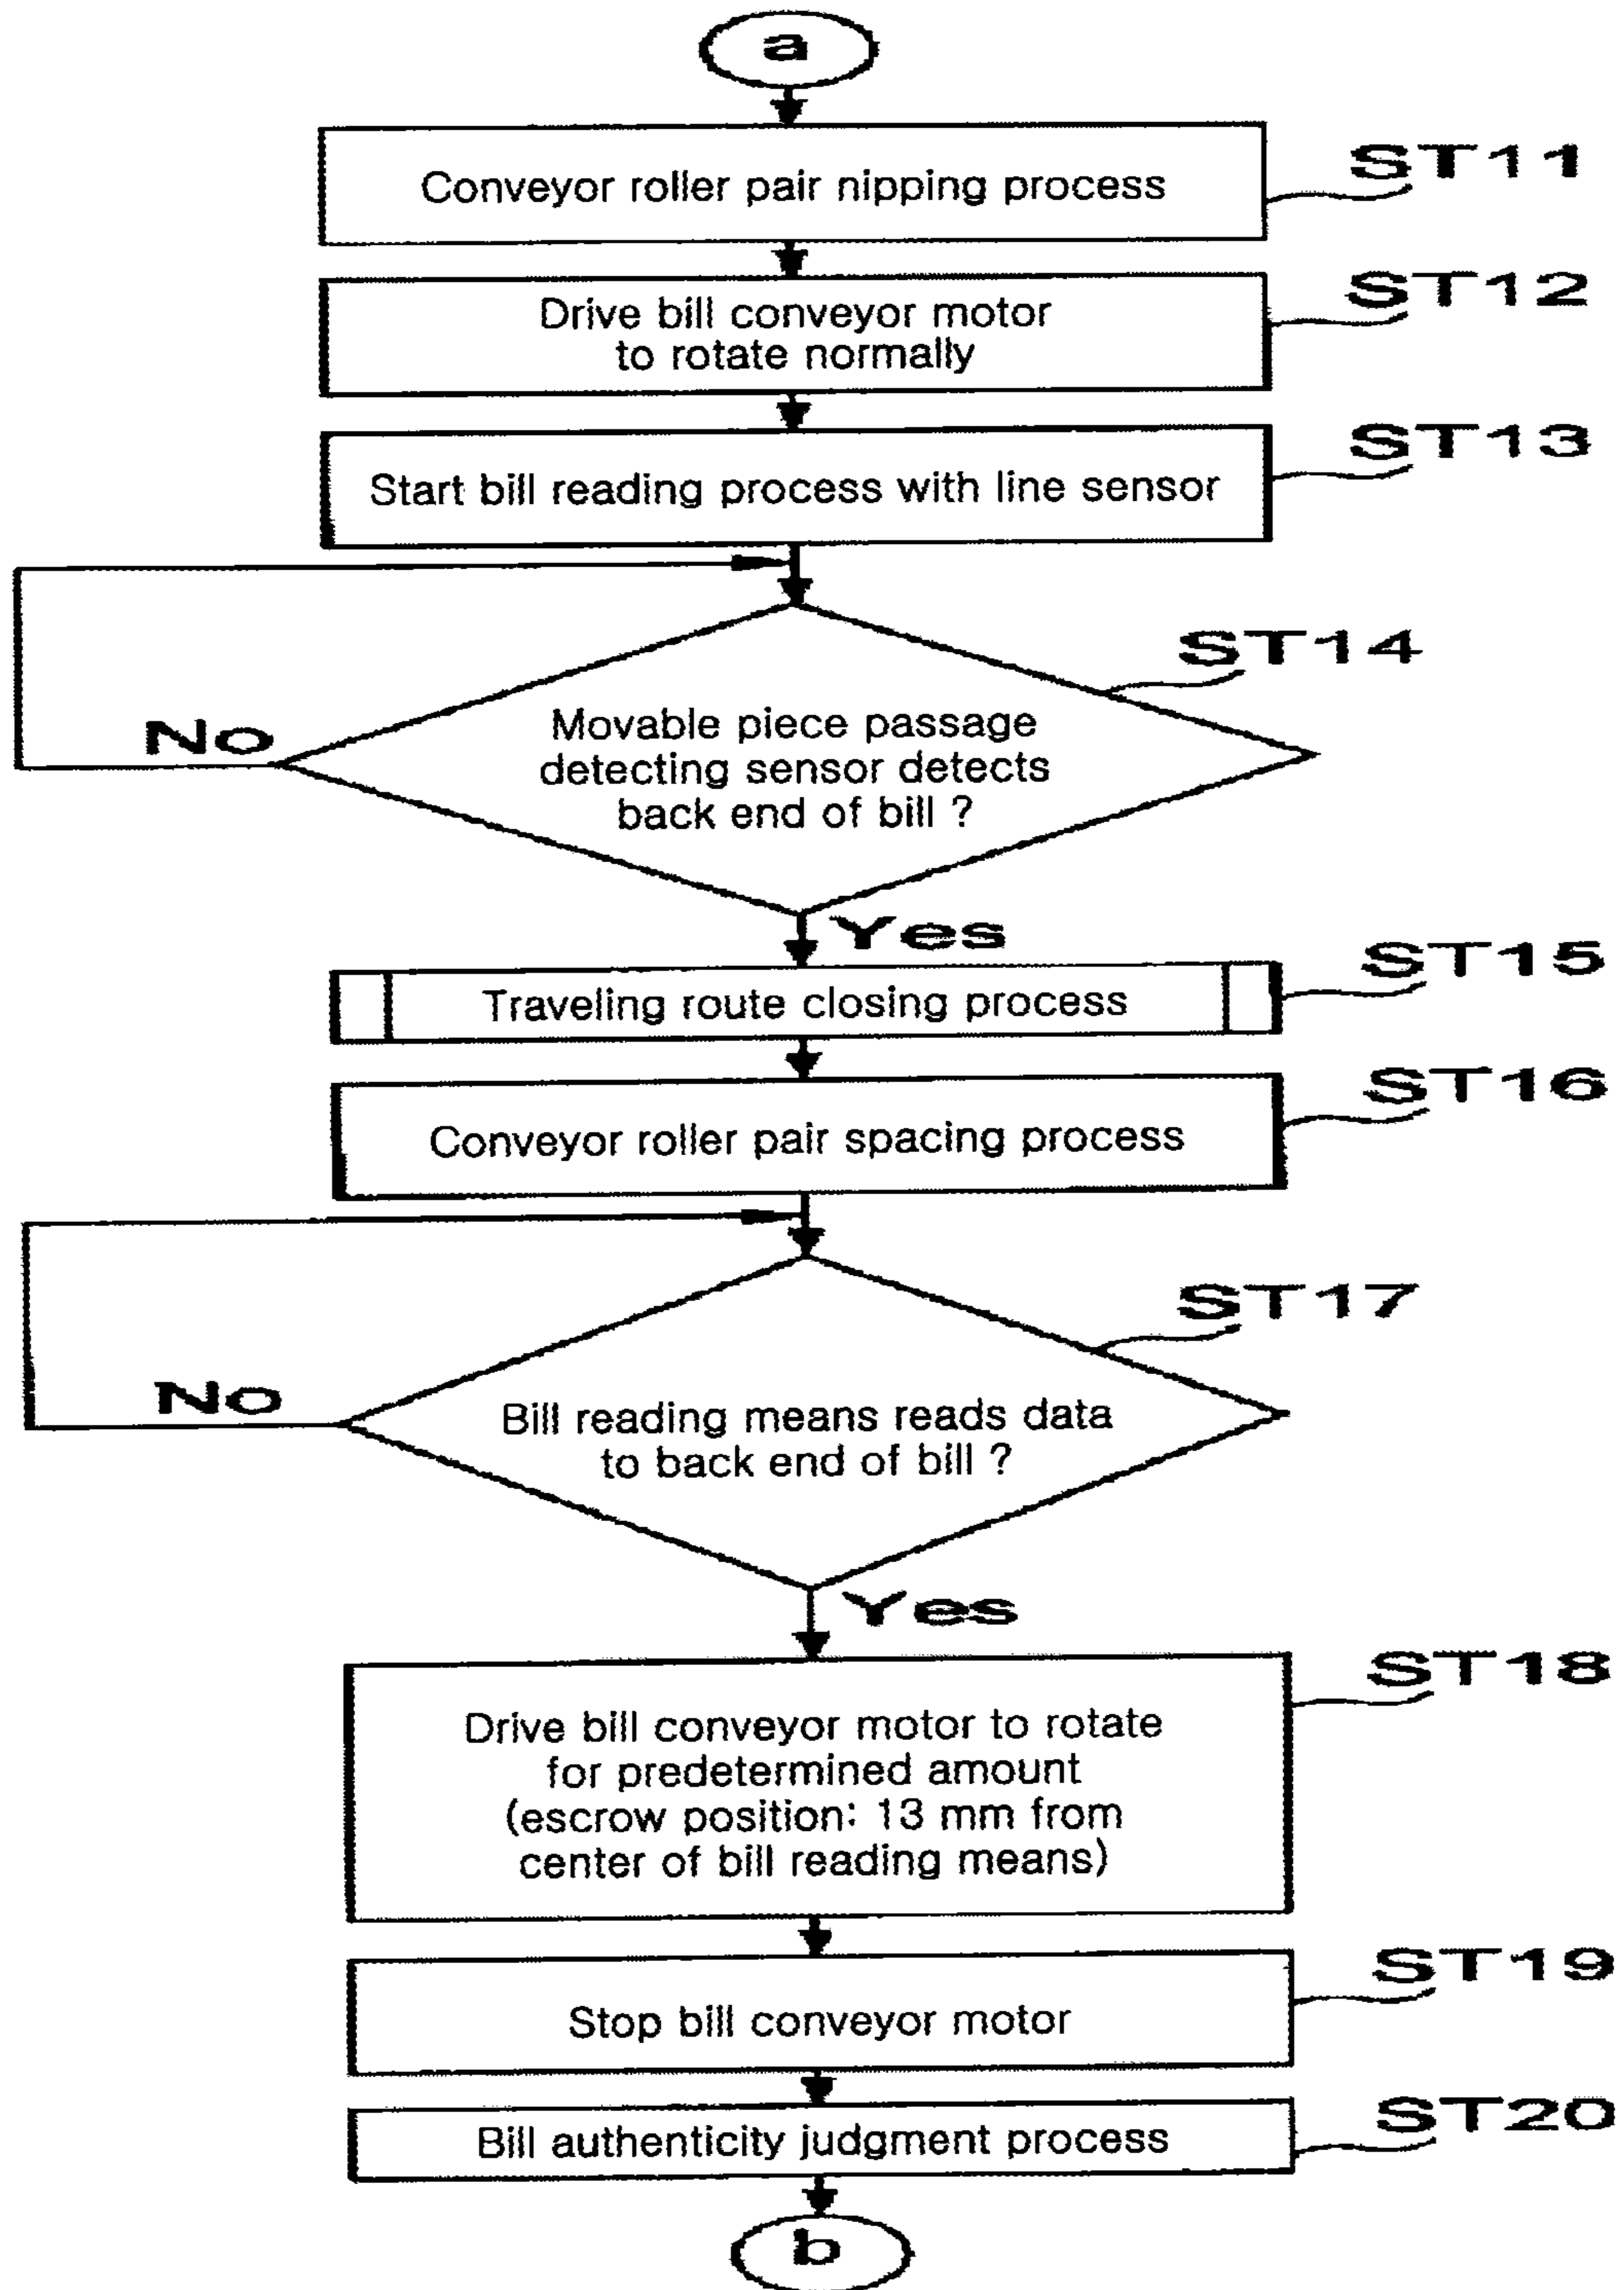 a
Conveyor roller pair nipping process
ST11
Drive bill conveyor motor
to rotate normally
ST12
Start bill reading process with line sensor
ST13
ST14
Movable piece passage
detecting sensor detects
back end of bill ?
No
Yes
Traveling route closing process
ST15
Conveyor roller pair spacing process
ST16
ST17
Bill reading means reads data
to back end of bill ?
No
Yes
ST18
Drive bill conveyor motor to rotate
for predetermined amount
(escrow position: 13 mm from
center of bill reading means)
ST19
Stop bill conveyor motor
ST20
Bill authenticity judgment process
b